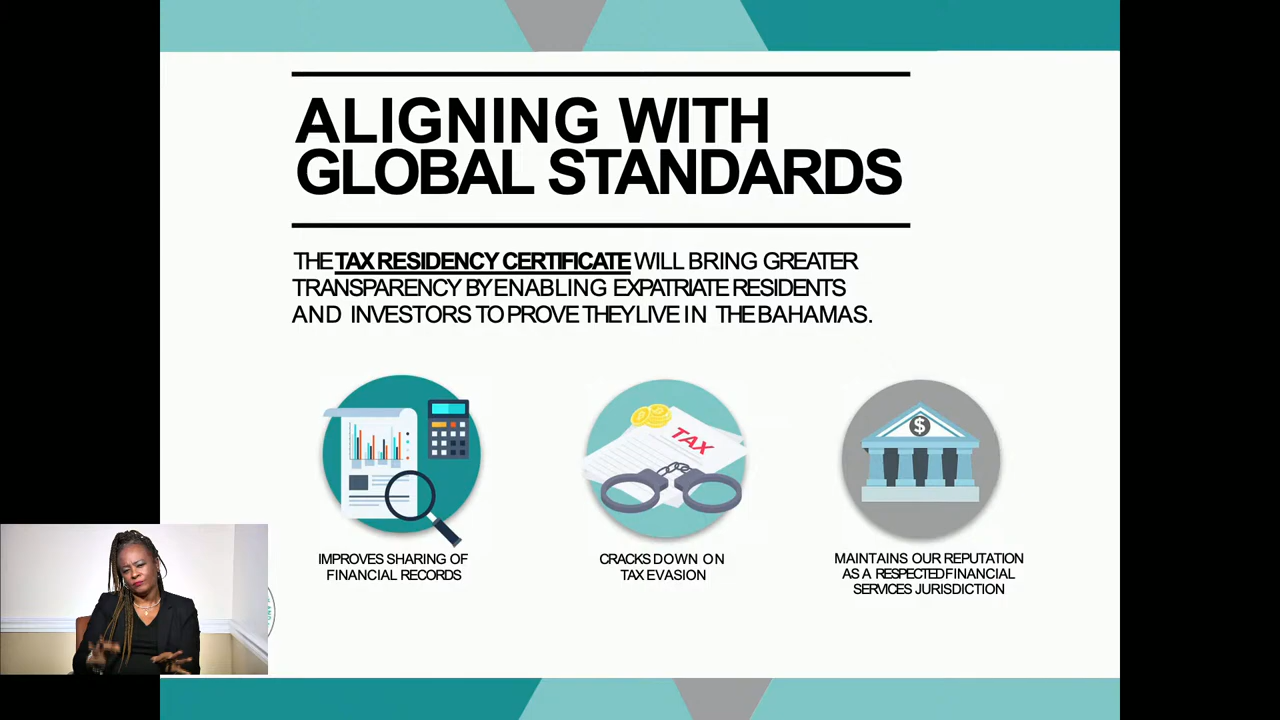 ALIGNING WITH
GLOBAL STANDARDS
THE TAX RESIDENCY CERTIFICATE WILL BRING GREATER
TRANSPARENCY BY ENABLING EXPATRIATE RESIDENTS
AND INVESTORS TO PROVE THEY LIVE IN THE BAHAMAS.
TAX
$
IMPROVES SHARING OF
FINANCIAL RECORDS
CRACKS DOWN ON
TAX EVASION
MAINTAINS OUR REPUTATION
AS A RESPECTED FINANCIAL
SERVICES JURISDICTION